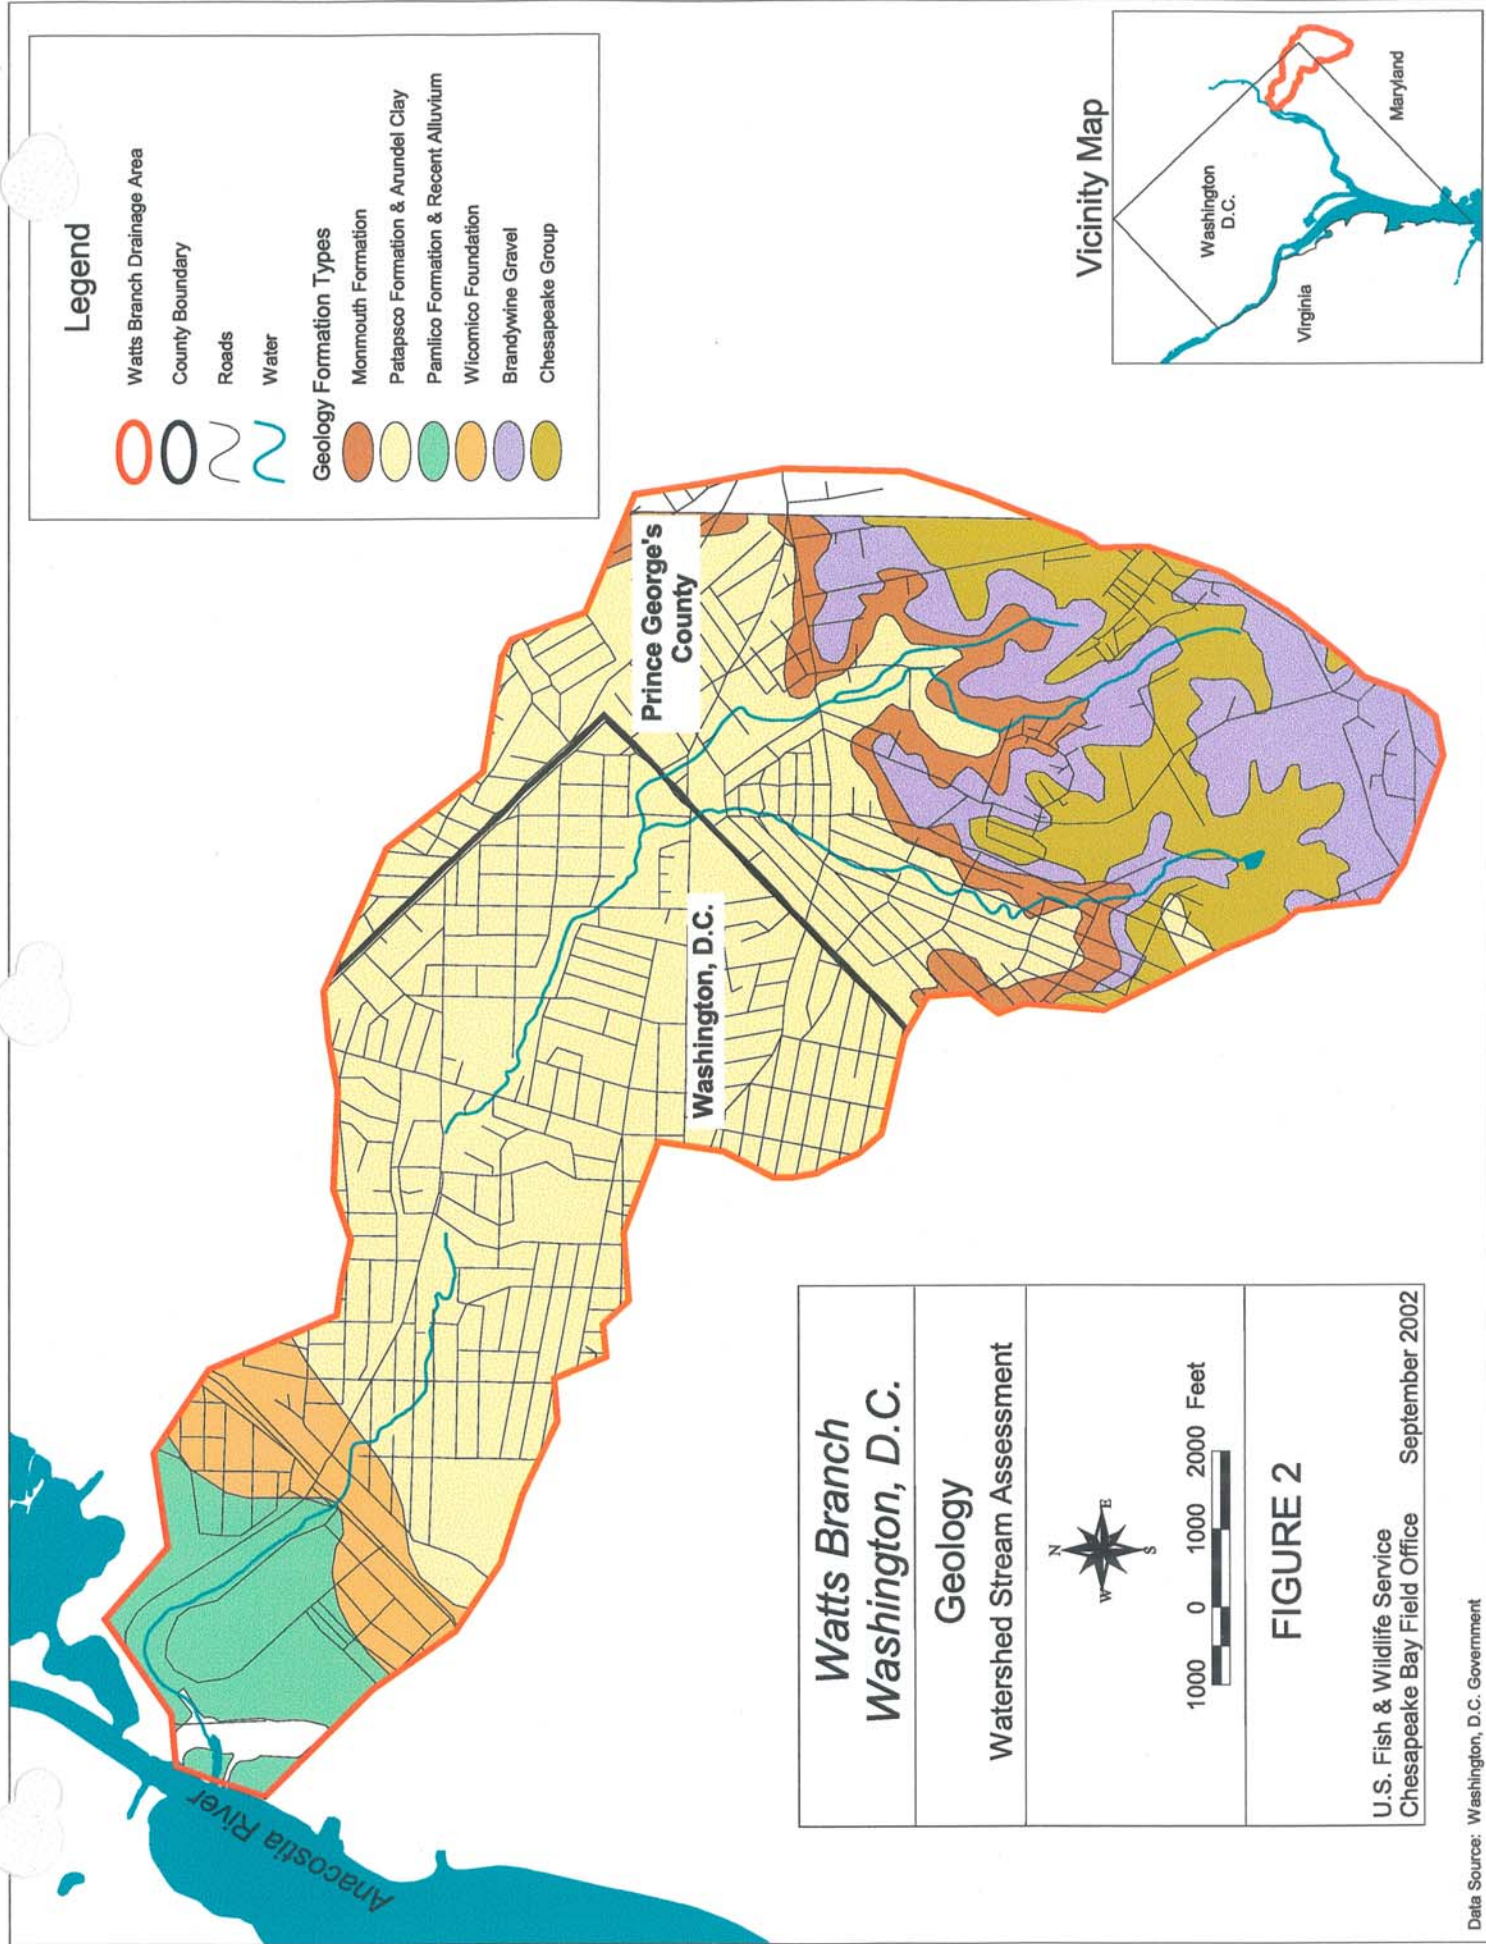 Legend
Watts Branch Drainage Area
County Boundary
Roads
Water
Geology Formation Types
Monmouth Formation
Patapsco Formation & Arundel Clay
Pamlico Formation & Recent Alluvium
Wicomico Foundation
Brandywine Gravel
Chesapeake Group
Prince George's
County
Washington, D.C.
Anacostia River
Vicinity Map
Washington
D.C.
Maryland
Virginia
Watts Branch
Washington, D.C.
Geology
Watershed Stream Assessment
N
W
E
S
1000 0 1000 2000 Feet
FIGURE 2
U.S. Fish & Wildlife Service
Chesapeake Bay Field Office September 2002
Data Source: Washington, D.C. Government